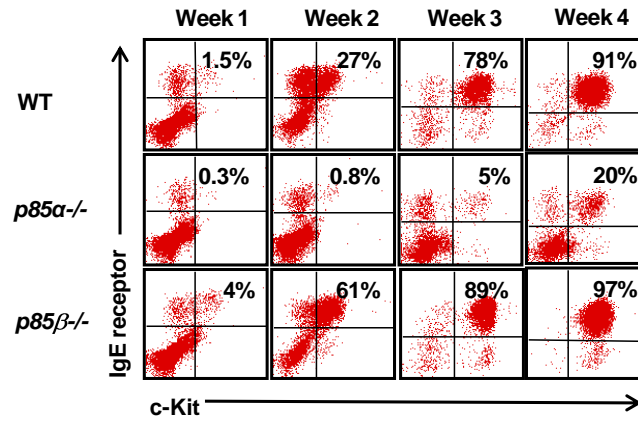 Week 1 Week 2 Week 3 Week 4
WT 1.5% 27% 78% 91%
p85α-/- 0.3% 0.8% 5% 20%
p85β-/- 4% 61% 89% 97%
IgE receptor
c-Kit